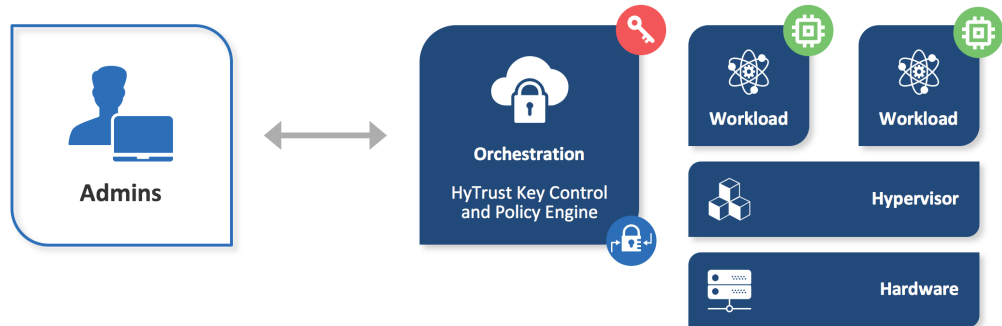 Admins
Orchestration
HyTrust Key Control
and Policy Engine
Workload
Workload
Hypervisor
Hardware